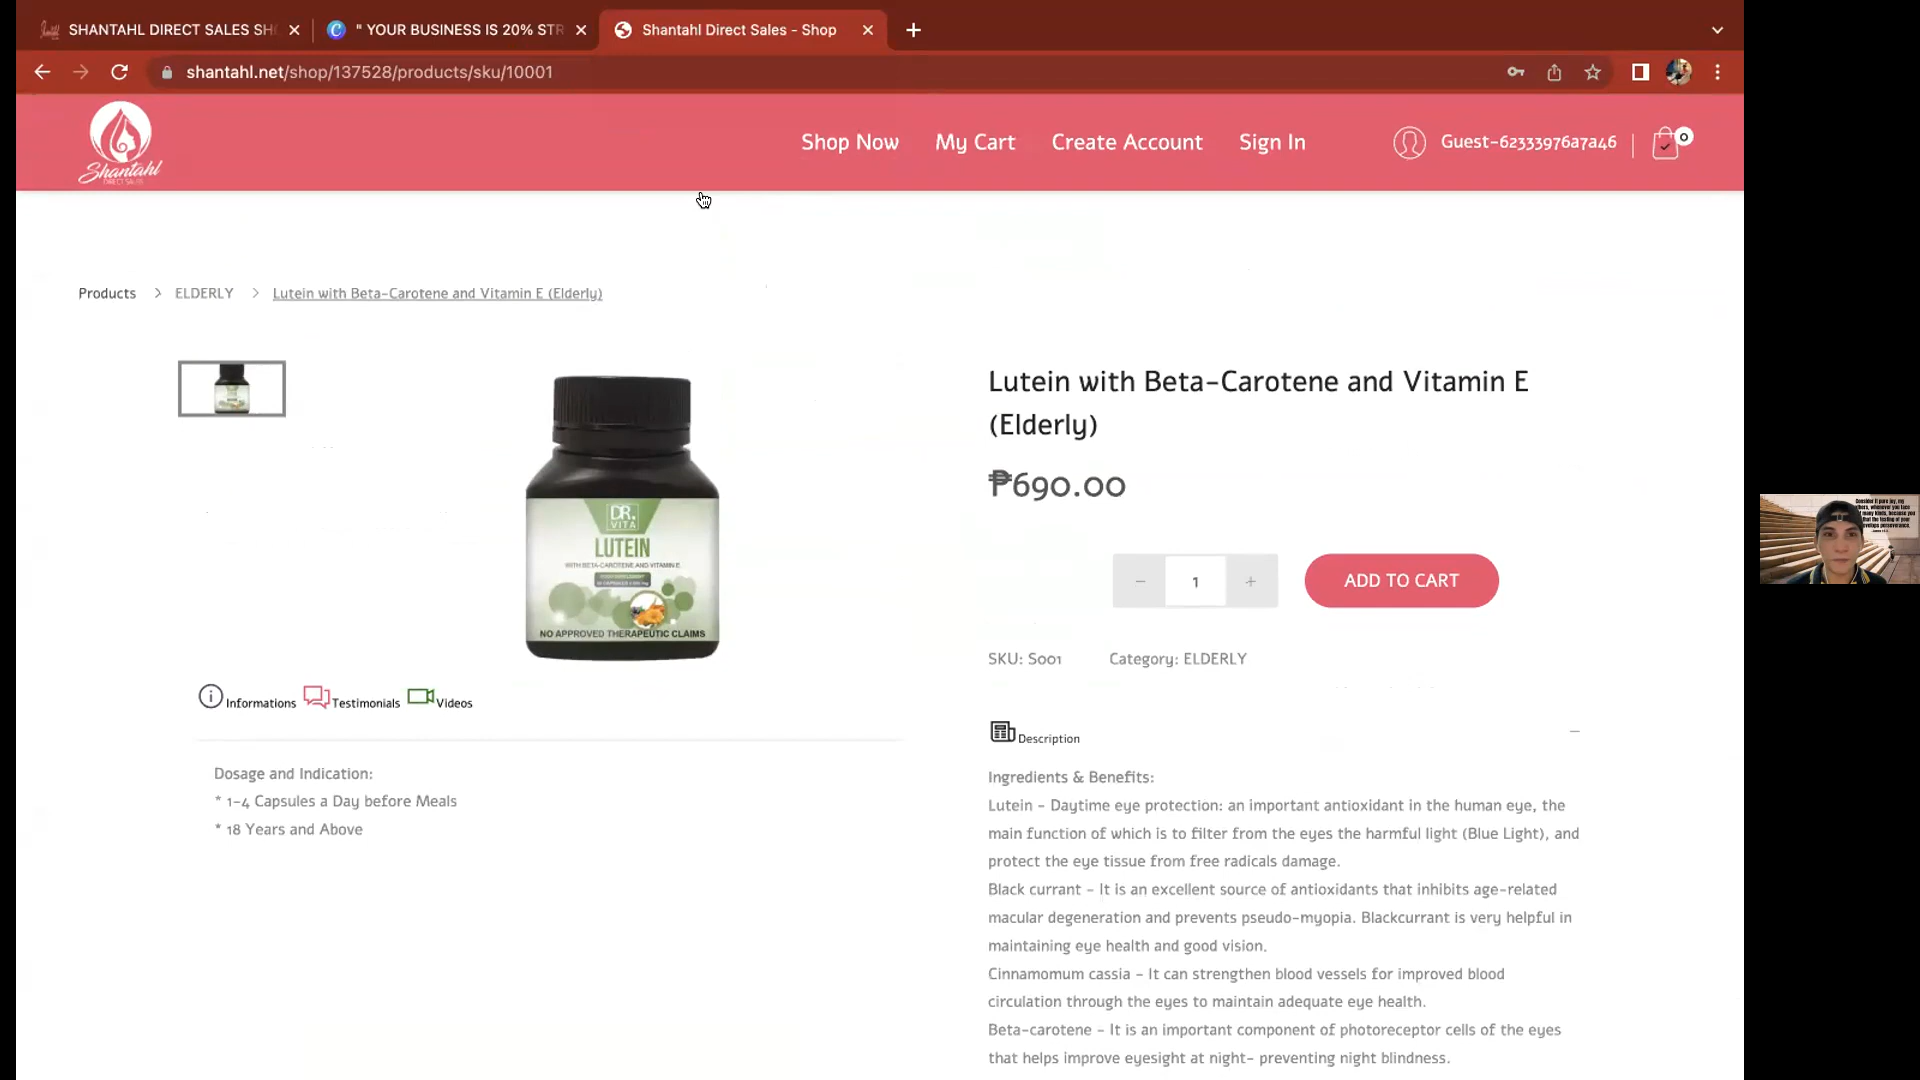 SHANTAHL DIRECT SALES SH
" YOUR BUSINESS IS 20% STR
Shantahl Direct Sales - Shop
shantahl.net/shop/137528/products/sku/10001
Shantahl
DIRECT SALES
Shop Now
My Cart
Create Account
Sign In
Guest-62333976a7a46
0
Products > ELDERLY > Lutein with Beta-Carotene and Vitamin E (Elderly)
Lutein with Beta-Carotene and Vitamin E
(Elderly)
₱690.00
DR.
VITA
LUTEIN
WITH BETA-CAROTENE AND VITAMIN E
NO APPROVED THERAPEUTIC CLAIMS
- 1 +
ADD TO CART
SKU: S001 Category: ELDERLY
Informations Testimonials Videos
Dosage and Indication:
* 1-4 Capsules a Day before Meals
* 18 Years and Above
Description
Ingredients & Benefits:
Lutein - Daytime eye protection: an important antioxidant in the human eye, the
main function of which is to filter from the eyes the harmful light (Blue Light), and
protect the eye tissue from free radicals damage.
Black currant - It is an excellent source of antioxidants that inhibits age-related
macular degeneration and prevents pseudo-myopia. Blackcurrant is very helpful in
maintaining eye health and good vision.
Cinnamomum cassia - It can strengthen blood vessels for improved blood
circulation through the eyes to maintain adequate eye health.
Beta-carotene - It is an important component of photoreceptor cells of the eyes
that helps improve eyesight at night- preventing night blindness.